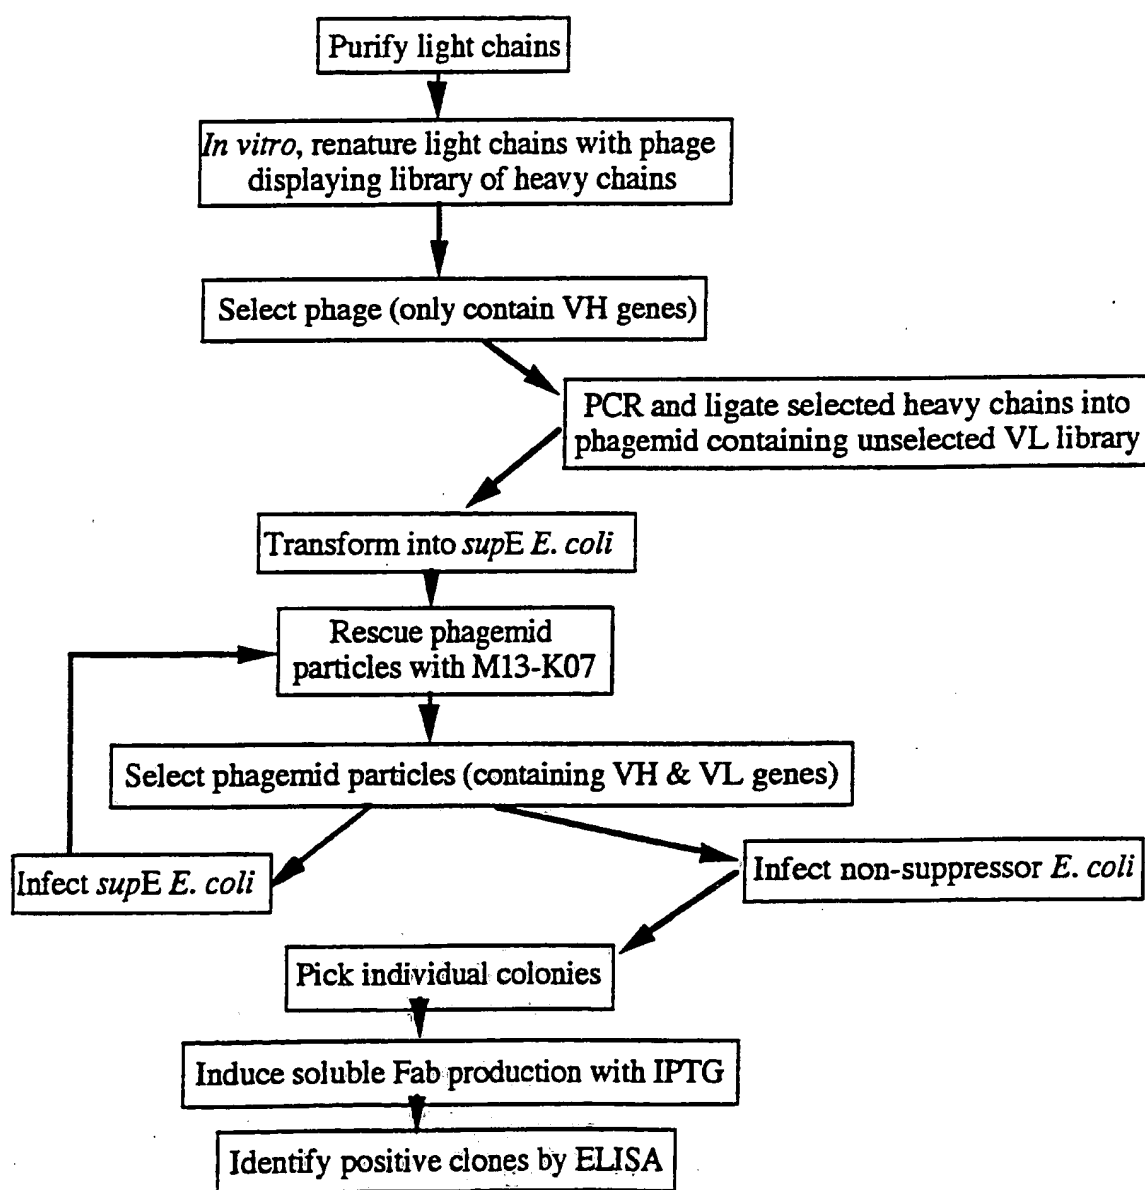 Purify light chains
In vitro, renature light chains with phage
displaying library of heavy chains
Select phage (only contain VH genes)
PCR and ligate selected heavy chains into
phagemid containing unselected VL library
Transform into supE E. coli
Rescue phagemid
particles with M13-K07
Select phagemid particles (containing VH & VL genes)
Infect supE E. coli
Infect non-suppressor E. coli
Pick individual colonies
Induce soluble Fab production with IPTG
Identify positive clones by ELISA